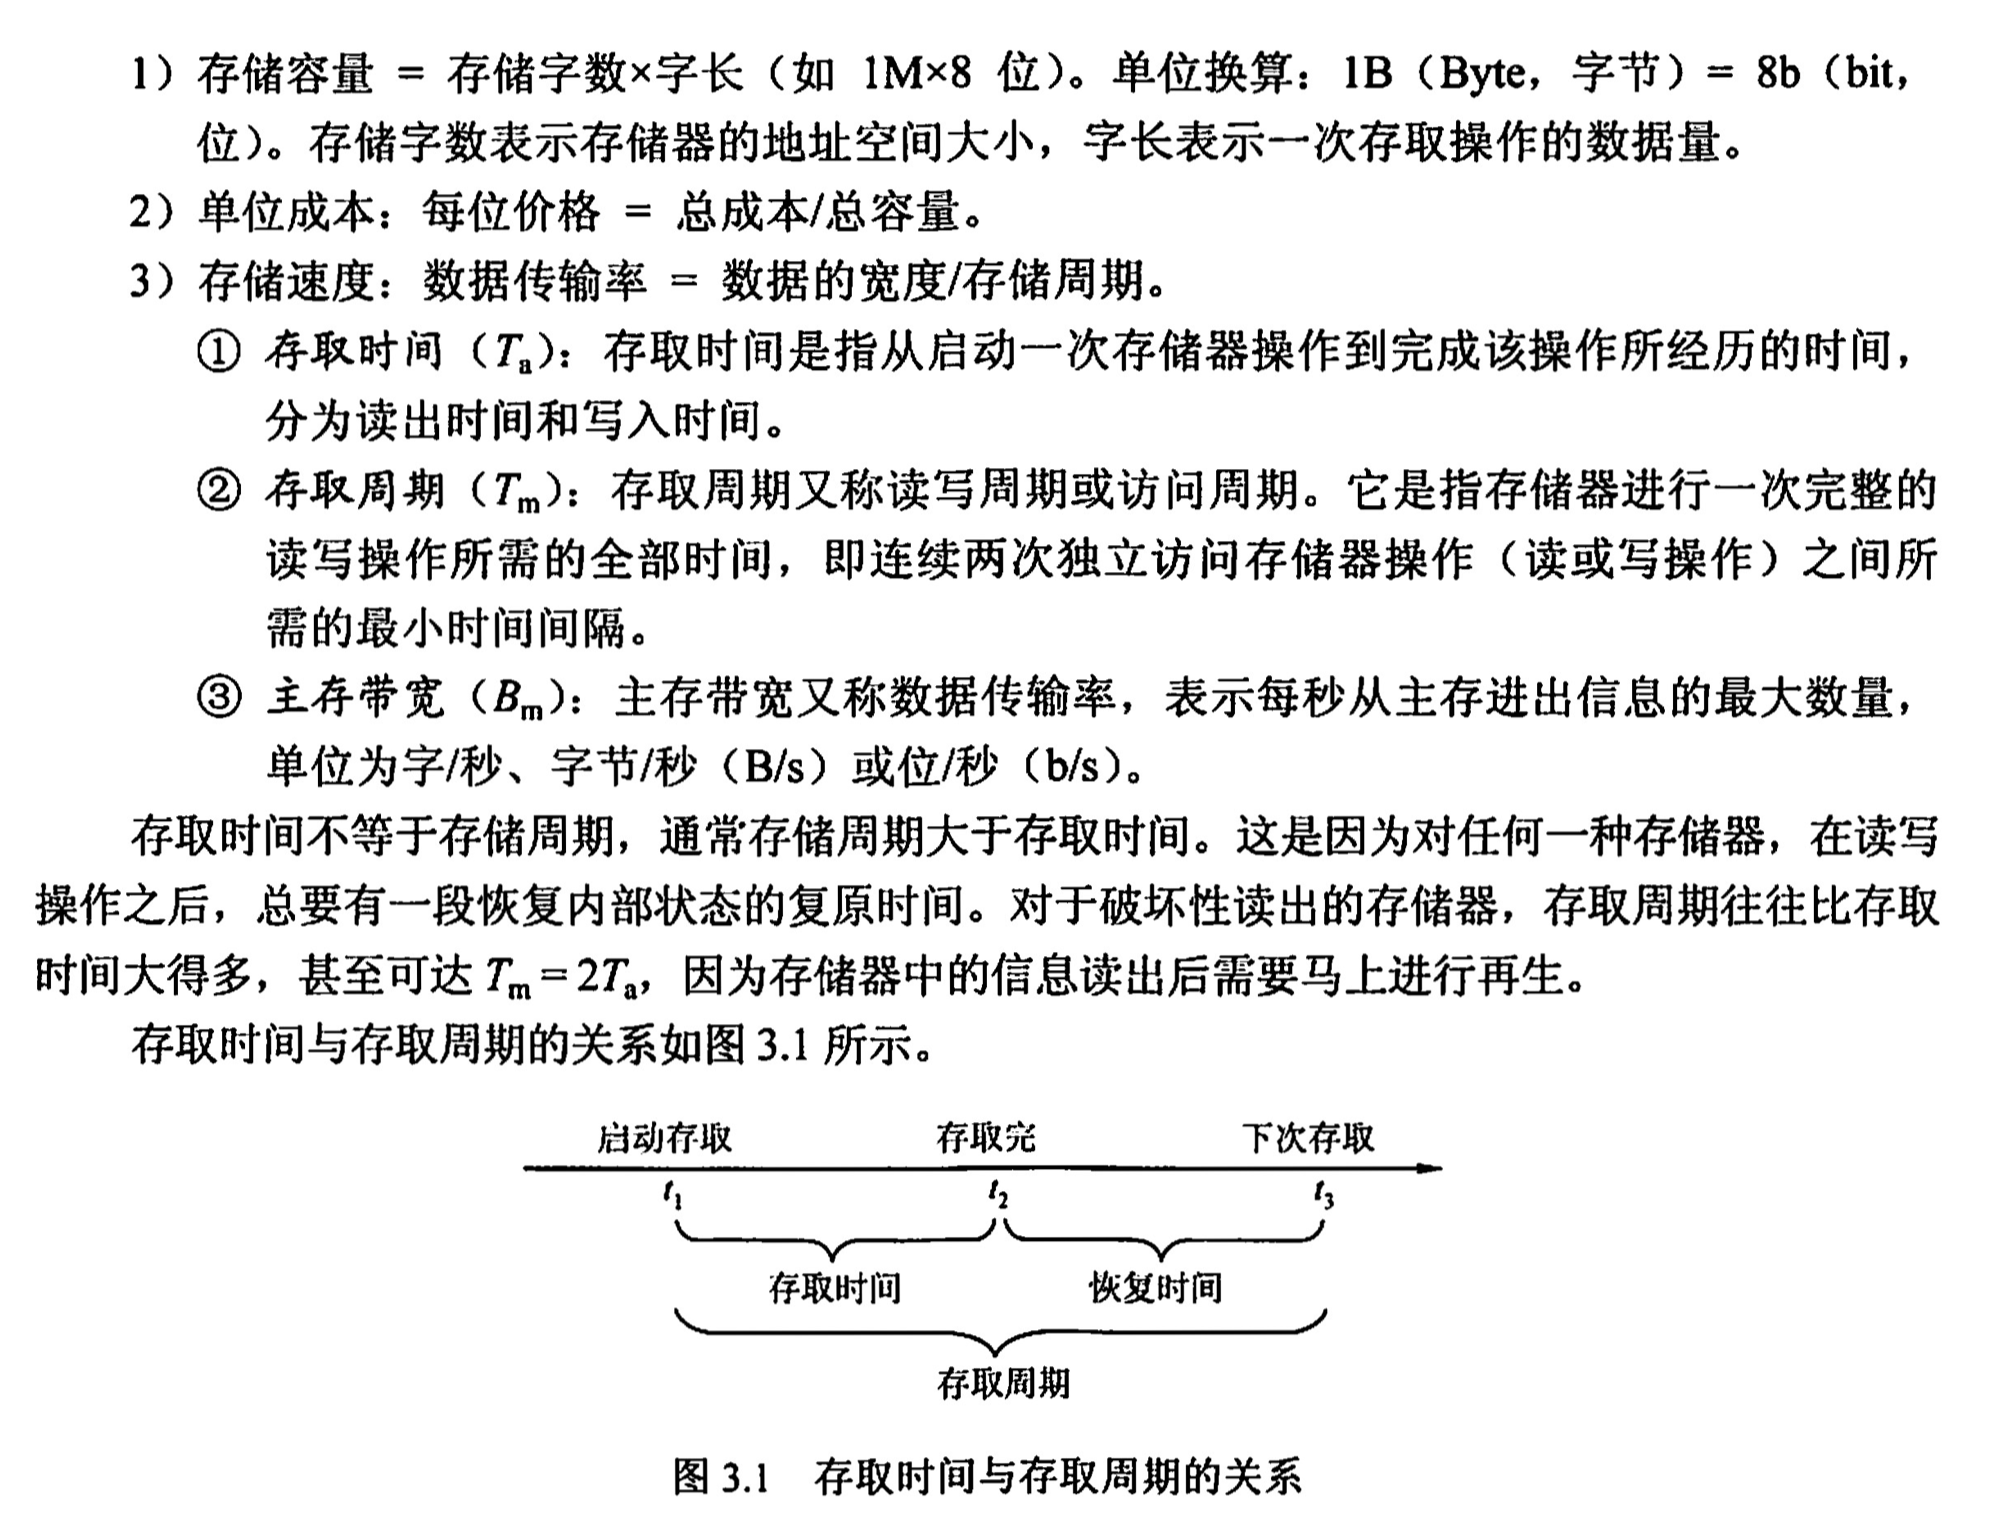 1）存储容量 = 存储字数×字长（如 1M×8 位）。单位换算：1B（Byte，字节）= 8b（bit，
位）。存储字数表示存储器的地址空间大小，字长表示一次存取操作的数据量。
2）单位成本：每位价格 = 总成本/总容量。
3）存储速度：数据传输率 = 数据的宽度/存储周期。
① 存取时间（Ta）：存取时间是指从启动一次存储器操作到完成该操作所经历的时间，
分为读出时间和写入时间。
② 存取周期（Tm）：存取周期又称读写周期或访问周期。它是指存储器进行一次完整的
读写操作所需的全部时间，即连续两次独立访问存储器操作（读或写操作）之间所
需的最小时间间隔。
③ 主存带宽（Bm）：主存带宽又称数据传输率，表示每秒从主存进出信息的最大数量，
单位为字/秒、字节/秒（B/s）或位/秒（b/s）。
存取时间不等于存储周期，通常存储周期大于存取时间。这是因为对任何一种存储器，在读写
操作之后，总要有一段恢复内部状态的复原时间。对于破坏性读出的存储器，存取周期往往比存取
时间大得多，甚至可达 Tm = 2Ta，因为存储器中的信息读出后需要马上进行再生。
存取时间与存取周期的关系如图 3.1 所示。
启动存取 存取完 下次存取
t1 t2 t3
存取时间 恢复时间
存取周期
图 3.1 存取时间与存取周期的关系